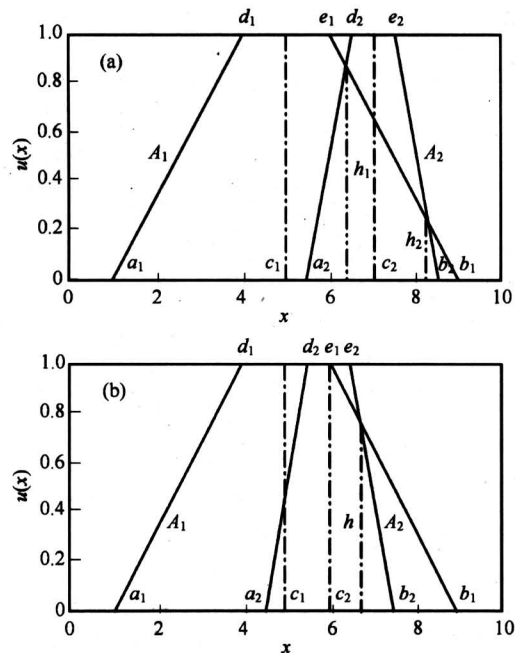 d₁ e₁ d₂ e₂
1.0
(a)
0.8
A₁ A₂
0.6
u(x)
h₁
0.4
0.2
h₂
a₁ c₁ a₂ c₂ b₂ b₁
0
0 2 4 6 8 10
x
d₁ d₂ e₁ e₂
1.0
(b)
0.8
0.6
u(x)
0.4
A₁ h A₂
0.2
a₁ a₂ c₁ c₂ b₂ b₁
0
0 2 4 6 8 10
x